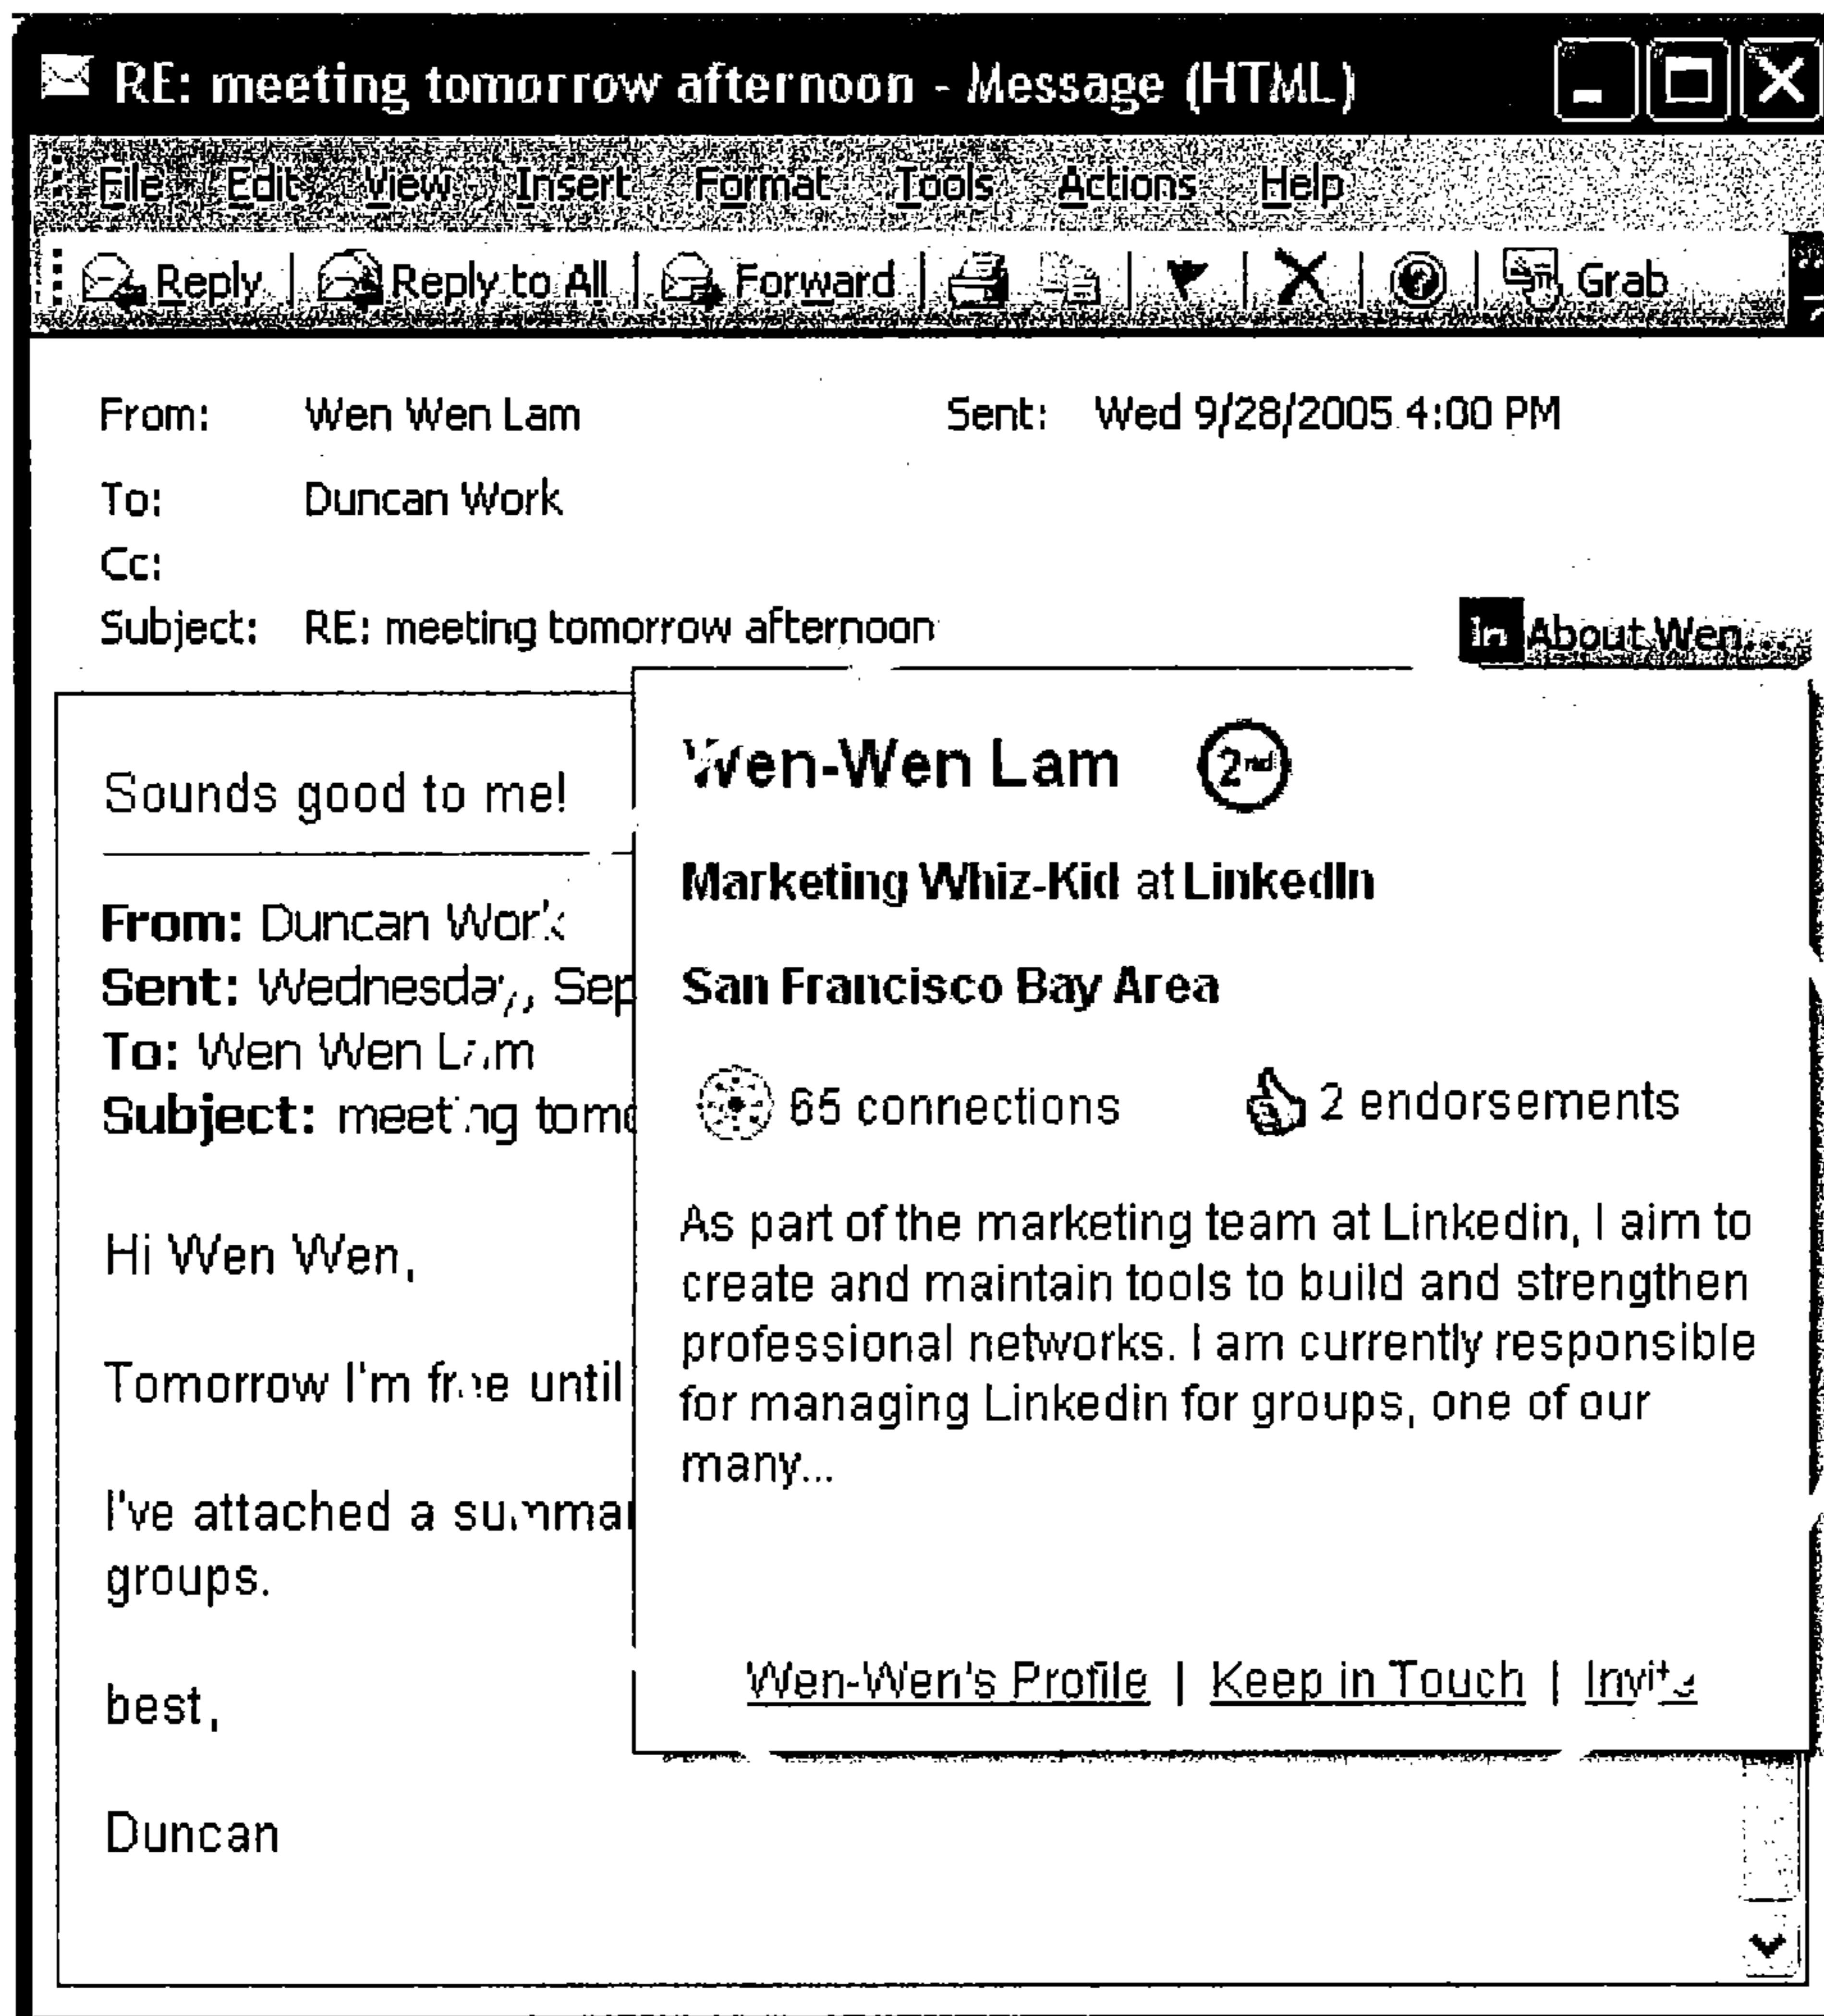 RE: meeting tomorrow afternoon - Message (HTML)
File Edit View Insert Format Tools Actions Help
Reply Reply to All Forward Grab
From: Wen Wen Lam Sent: Wed 9/28/2005 4:00 PM
To: Duncan Work
Cc:
Subject: RE: meeting tomorrow afternoon
in About Wen...
Sounds good to me!
From: Duncan Work
Sent: Wednesday, Sep
To: Wen Wen Lam
Subject: meeting tomo
Hi Wen Wen,
Tomorrow I'm free until
I've attached a summar
groups.
best,
Duncan
Wen-Wen Lam 2nd
Marketing Whiz-Kid at LinkedIn
San Francisco Bay Area
65 connections 2 endorsements
As part of the marketing team at Linkedin, I aim to
create and maintain tools to build and strengthen
professional networks. I am currently responsible
for managing Linkedin for groups, one of our
many...
Wen-Wen's Profile | Keep in Touch | Invite